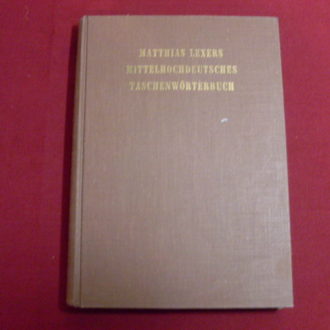 MATTHIAS LEXERS
MITTELHOCHDEUTSCHES
TASCHENWÖRTERBUCH